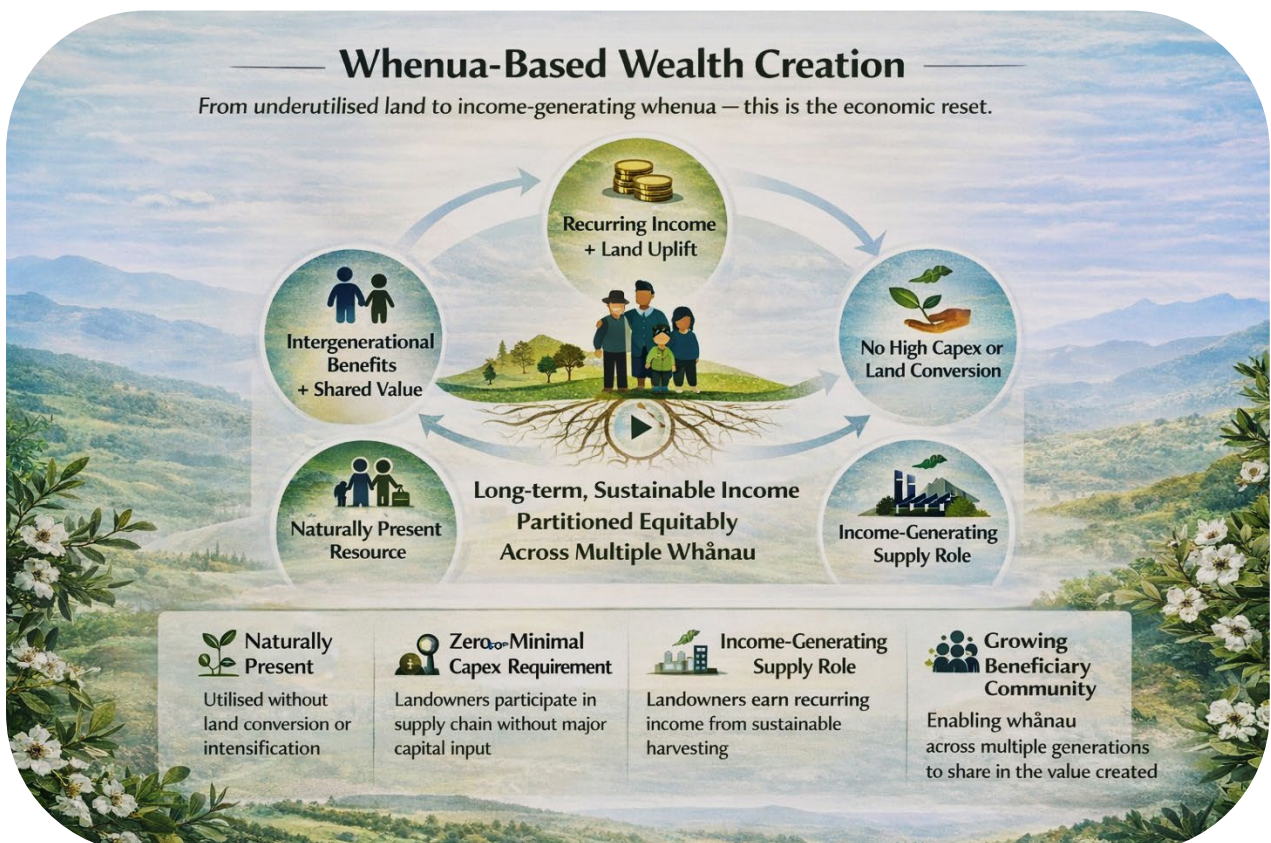 Whenua-Based Wealth Creation
From underutilised land to income-generating whenua — this is the economic reset.
Recurring Income
+ Land Uplift
Intergenerational
Benefits
+ Shared Value
No High Capex or
Land Conversion
Naturally Present
Resource
Long-term, Sustainable Income
Partitioned Equitably
Across Multiple Whånau
Income-Generating
Supply Role
Naturally
Present
Utilised without
land conversion or
intensification
Zero-Minimal
Capex Requirement
Landowners participate in
supply chain without major
capital input
Income-Generating
Supply Role
Landowners earn recurring
income from sustainable
harvesting
Growing
Beneficiary
Community
Enabling whånau
across multiple generations
to share in the value created